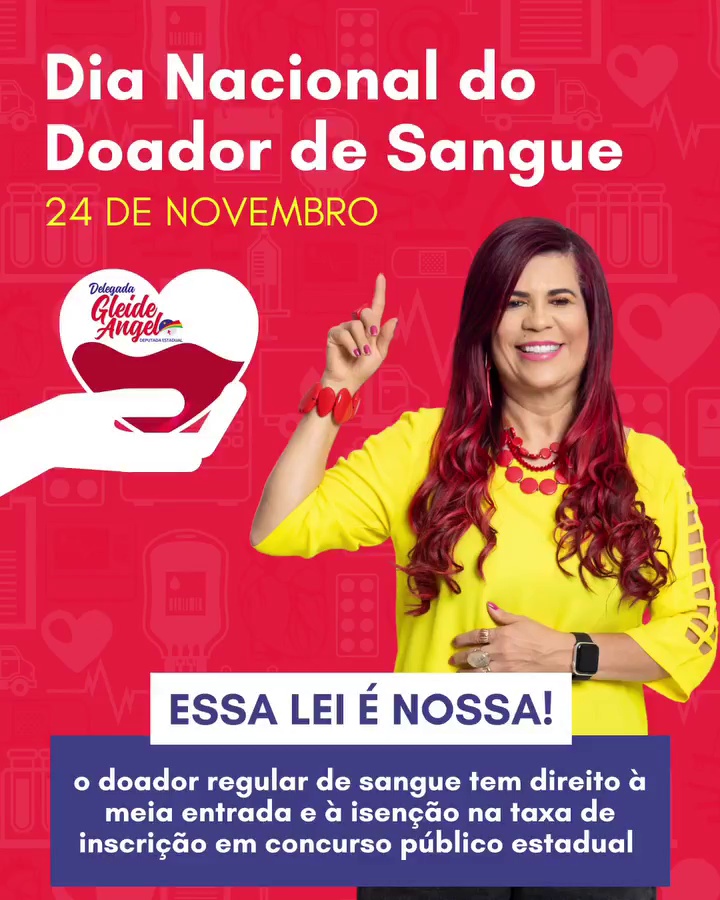 Dia Nacional do
Doador de Sangue
24 DE NOVEMBRO
Delegada
Gleide
Angelo
DEPUTADA ESTADUAL
ESSA LEI É NOSSA!
o doador regular de sangue tem direito à
meia entrada e à isenção na taxa de
inscrição em concurso público estadual